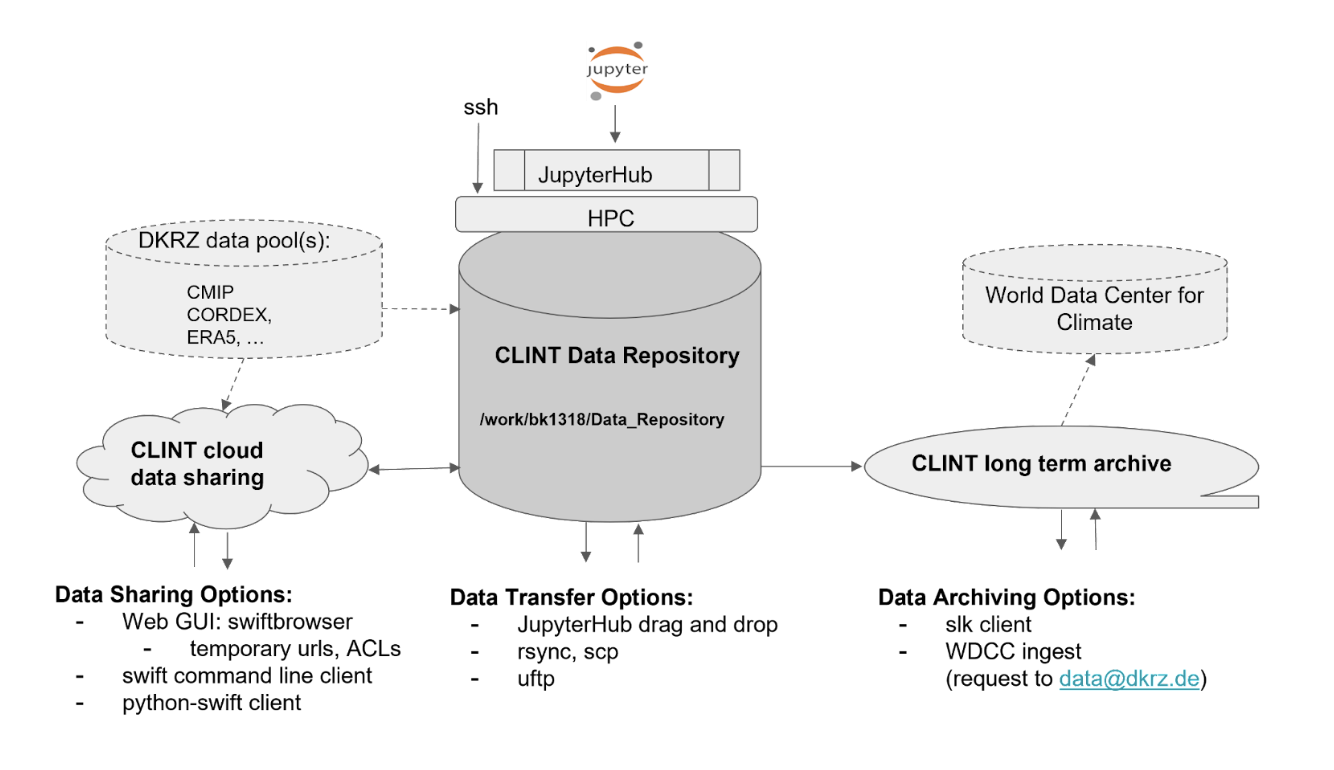 jupyter
ssh
JupyterHub
HPC
DKRZ data pool(s):
CMIP
CORDEX,
ERA5, …
World Data Center for
Climate
CLINT Data Repository
/work/bk1318/Data_Repository
CLINT cloud
data sharing
CLINT long term archive
Data Sharing Options:
- Web GUI: swiftbrowser
- temporary urls, ACLs
- swift command line client
- python-swift client
Data Transfer Options:
- JupyterHub drag and drop
- rsync, scp
- uftp
Data Archiving Options:
- slk client
- WDCC ingest
(request to data@dkrz.de)